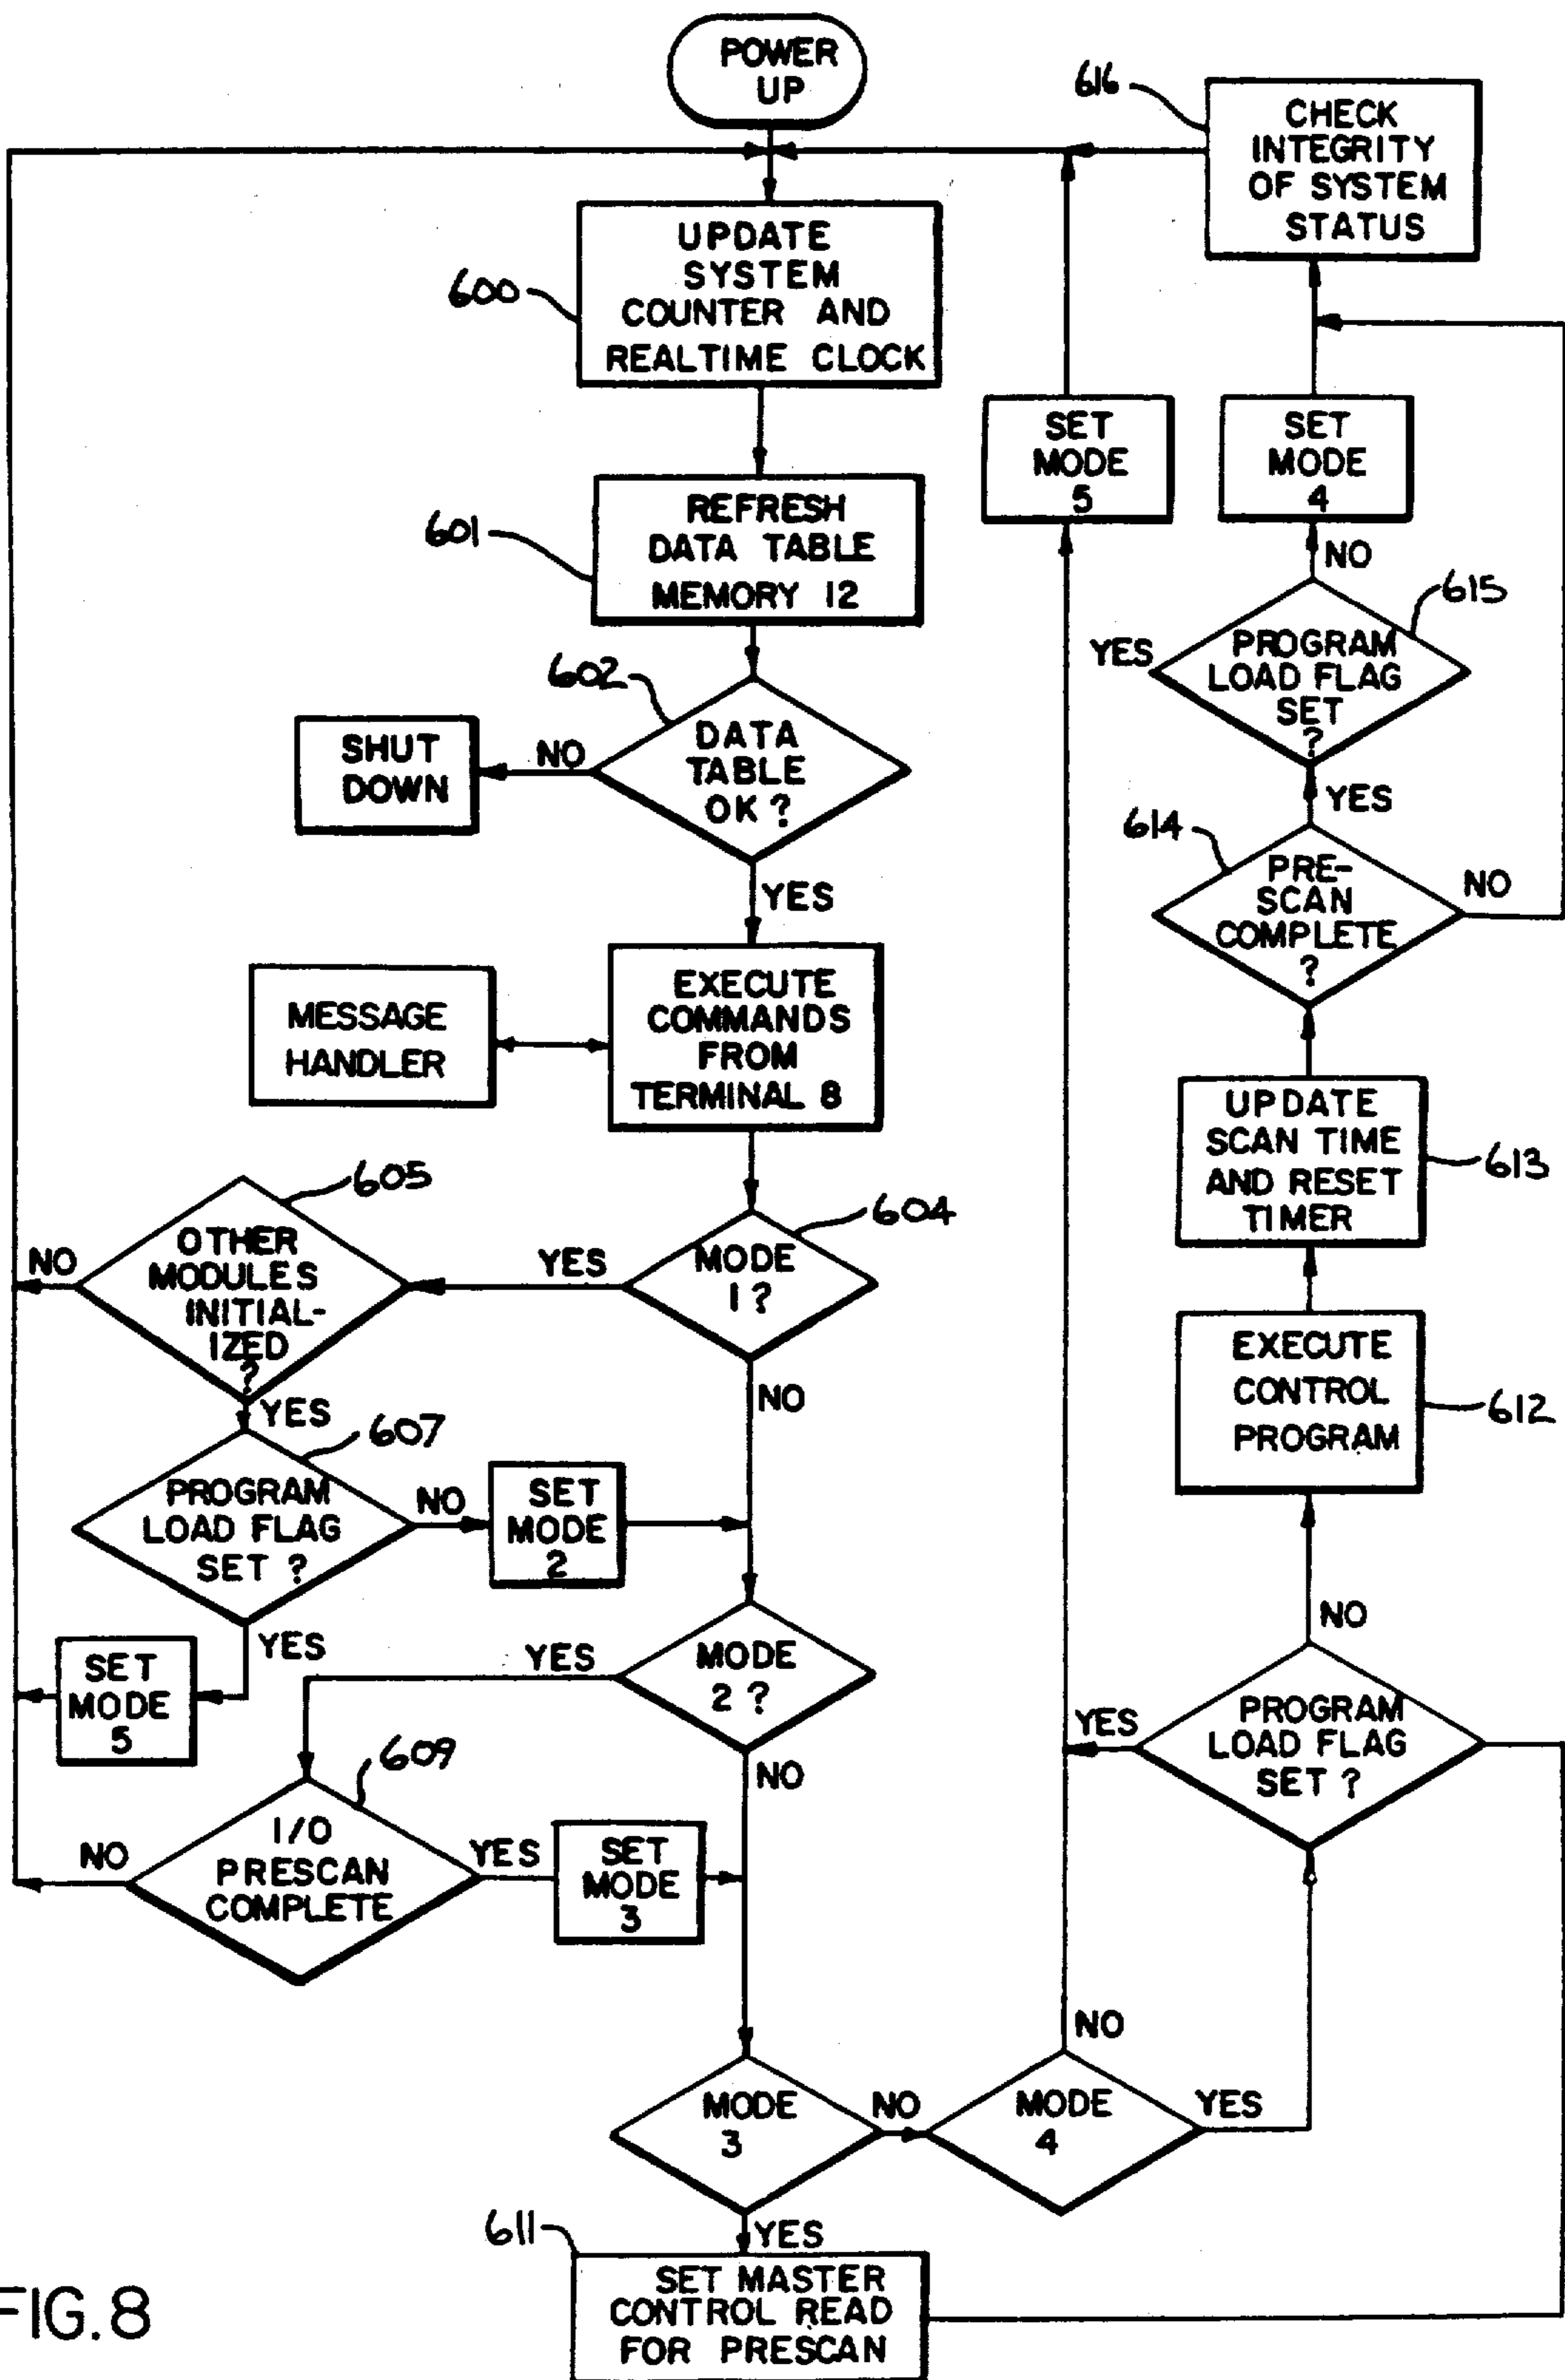 POWER
UP
616
CHECK
INTEGRITY
OF SYSTEM
STATUS
600
UPDATE
SYSTEM
COUNTER AND
REALTIME CLOCK
SET
MODE
5
SET
MODE
4
601
REFRESH
DATA TABLE
MEMORY 12
NO
615
YES
PROGRAM
LOAD FLAG
SET
?
602
SHUT
DOWN
NO
DATA
TABLE
OK ?
YES
YES
614
PRE-
SCAN
COMPLETE
?
NO
MESSAGE
HANDLER
EXECUTE
COMMANDS
FROM
TERMINAL 8
UPDATE
SCAN TIME
AND RESET
TIMER
613
605
604
NO
OTHER
MODULES
INITIAL-
IZED
?
YES
MODE
1 ?
NO
EXECUTE
CONTROL
PROGRAM
612
YES
607
PROGRAM
LOAD FLAG
SET ?
NO
SET
MODE
2
YES
SET
MODE
5
YES
MODE
2 ?
NO
NO
YES
PROGRAM
LOAD FLAG
SET ?
609
NO
I/O
PRESCAN
COMPLETE
YES
SET
MODE
3
NO
MODE
3
NO
MODE
4
YES
611
YES
SET MASTER
CONTROL READ
FOR PRESCAN
FIG. 8